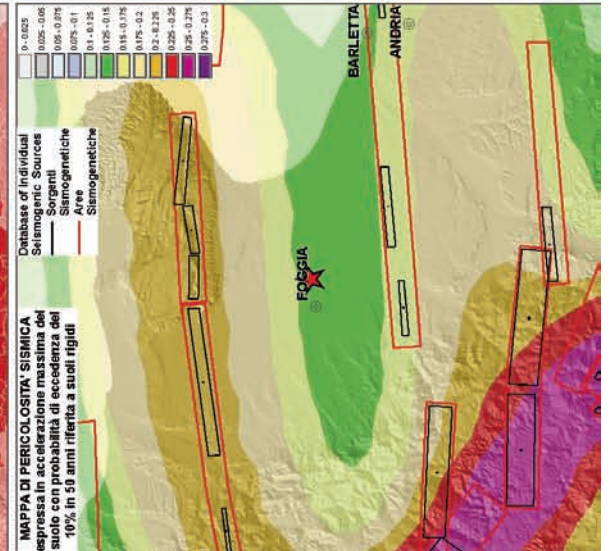 MAPPA DI PERICOLOSITA' SISMICA
espressa in accelerazione massima del
suolo con probabilità di eccedenza del
10% in 50 anni riferita a suoli rigidi
Database of Individual
Seismogenic Sources
Sorgenti
Sismogenetiche
Aree
Sismogenetiche
0 - 0.025
0.025 - 0.05
0.05 - 0.075
0.075 - 0.1
0.1 - 0.125
0.125 - 0.15
0.15 - 0.175
0.175 - 0.2
0.2 - 0.225
0.225 - 0.25
0.25 - 0.275
0.275 - 0.3
FOGGIA
BARLETTA
ANDRIA